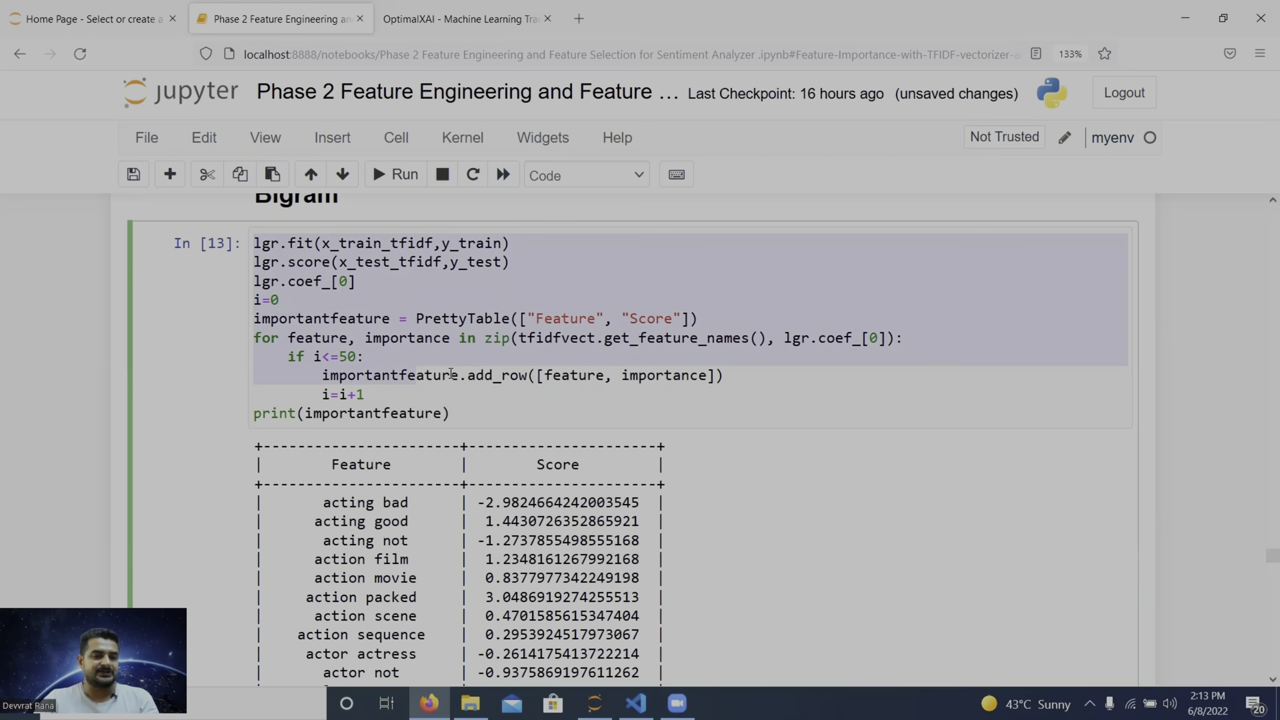 Home Page - Select or create a
Phase 2 Feature Engineering an
OptimalXAI - Machine Learning Tra
localhost:8888/notebooks/Phase 2 Feature Engineering and Feature Selection for Sentiment Analyzer .ipynb#Feature-Importance-with-TFIDF-vectorizer-a
133%
jupyter Phase 2 Feature Engineering and Feature ... Last Checkpoint: 16 hours ago (unsaved changes)
Logout
File Edit View Insert Cell Kernel Widgets Help
Not Trusted
myenv
Run
Code
Bigram
In [13]:
lgr.fit(x_train_tfidf,y_train)
lgr.score(x_test_tfidf,y_test)
lgr.coef_[0]
i=0
importantfeature = PrettyTable(["Feature", "Score"])
for feature, importance in zip(tfidfvect.get_feature_names(), lgr.coef_[0]):
if i<=50:
importantfeature.add_row([feature, importance])
i=i+1
print(importantfeature)
+----------------------+---------------------+
| Feature | Score |
+----------------------+---------------------+
| acting bad | -2.9824664242003545 |
| acting good | 1.4430726352865921 |
| acting not | -1.2737855498555168 |
| action film | 1.2348161267992168 |
| action movie | 0.8377977342249198 |
| action packed | 3.0486919274255513 |
| action scene | 0.4701585615347404 |
| action sequence | 0.2953924517973067 |
| actor actress | -0.2614175413722214 |
| actor not | -0.9375869197611262 |
Devvrat Rana
43°C Sunny
2:13 PM
6/8/2022
20